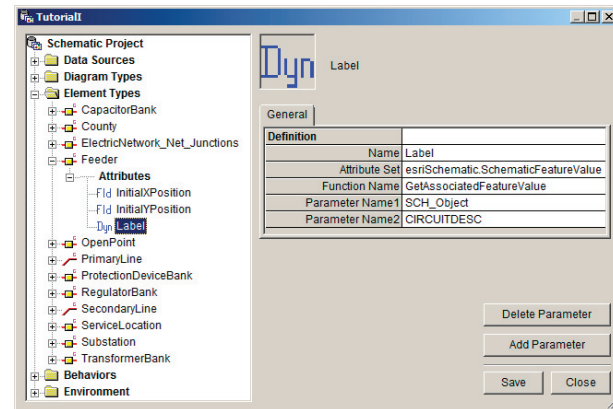 TutorialI
Schematic Project
Data Sources
Diagram Types
Element Types
CapacitorBank
County
ElectricNetwork_Net_Junctions
Feeder
Attributes
Fld InitialXPosition
Fld InitialYPosition
Dyn Label
OpenPoint
PrimaryLine
ProtectionDeviceBank
RegulatorBank
SecondaryLine
ServiceLocation
Substation
TransformerBank
Behaviors
Environment
Dyn Label
General
Definition
Name Label
Attribute Set esriSchematic.SchematicFeatureValue
Function Name GetAssociatedFeatureValue
Parameter Name1 SCH_Object
Parameter Name2 CIRCUITDESC
Delete Parameter
Add Parameter
Save Close